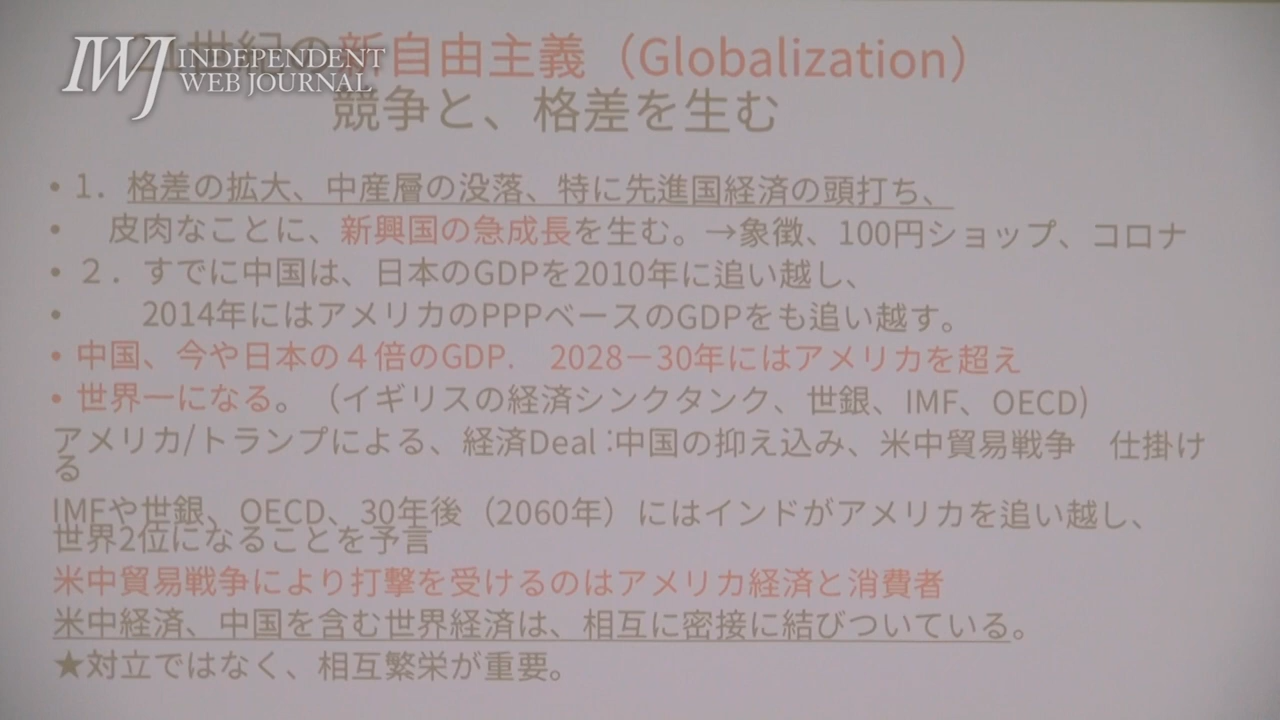 IWJ INDEPENDENT
WEB JOURNAL
世紀の新自由主義（Globalization）
競争と、格差を生む
• 1．格差の拡大、中産層の没落、特に先進国経済の頭打ち、
• 皮肉なことに、新興国の急成長を生む。→象徴、100円ショップ、コロナ
• ２．すでに中国は、日本のGDPを2010年に追い越し、
• 2014年にはアメリカのPPPベースのGDPをも追い越す。
• 中国、今や日本の４倍のGDP. 2028－30年にはアメリカを超え
• 世界一になる。（イギリスの経済シンクタンク、世銀、IMF、OECD)
アメリカ/トランプによる、経済Deal:中国の抑え込み、米中貿易戦争　仕掛け
る
IMFや世銀、OECD、30年後（2060年）にはインドがアメリカを追い越し、
世界2位になることを予言
米中貿易戦争により打撃を受けるのはアメリカ経済と消費者
米中経済、中国を含む世界経済は、相互に密接に結びついている。
★対立ではなく、相互繁栄が重要。